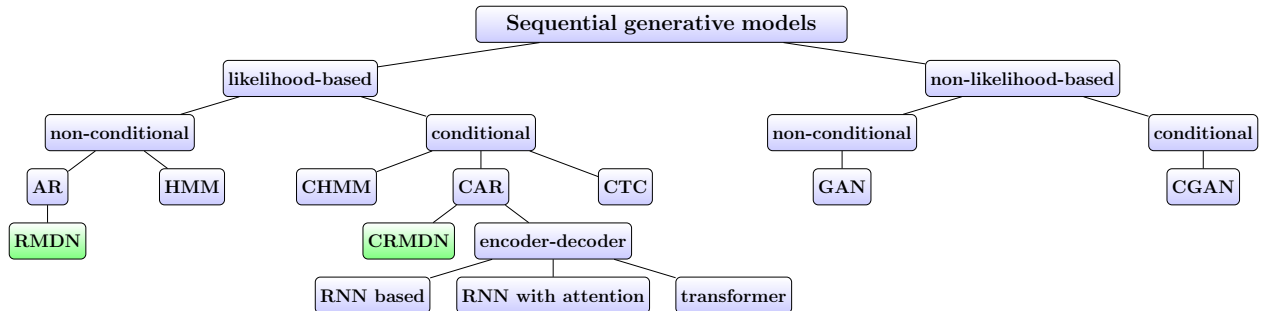 Sequential generative models
likelihood-based
non-likelihood-based
non-conditional
conditional
non-conditional
conditional
AR
HMM
CHMM
CAR
CTC
GAN
CGAN
RMDN
CRMDN
encoder-decoder
RNN based
RNN with attention
transformer